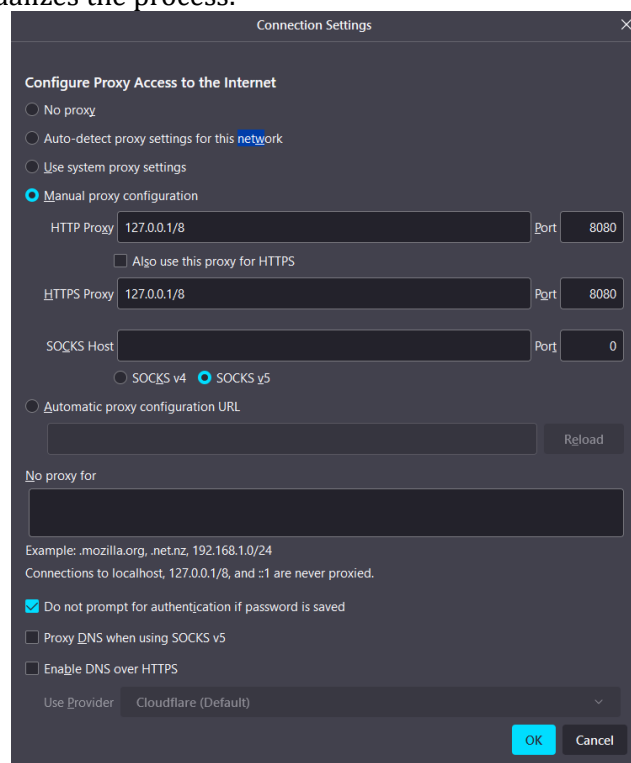 ualizes the process.
Connection Settings
Configure Proxy Access to the Internet
No proxy
Auto-detect proxy settings for this network
Use system proxy settings
Manual proxy configuration
HTTP Proxy 127.0.0.1/8 Port 8080
Also use this proxy for HTTPS
HTTPS Proxy 127.0.0.1/8 Port 8080
SOCKS Host Port 0
SOCKS v4 SOCKS v5
Automatic proxy configuration URL
Reload
No proxy for
Example: .mozilla.org, .net.nz, 192.168.1.0/24
Connections to localhost, 127.0.0.1/8, and ::1 are never proxied.
Do not prompt for authentication if password is saved
Proxy DNS when using SOCKS v5
Enable DNS over HTTPS
Use Provider Cloudflare (Default)
OK Cancel